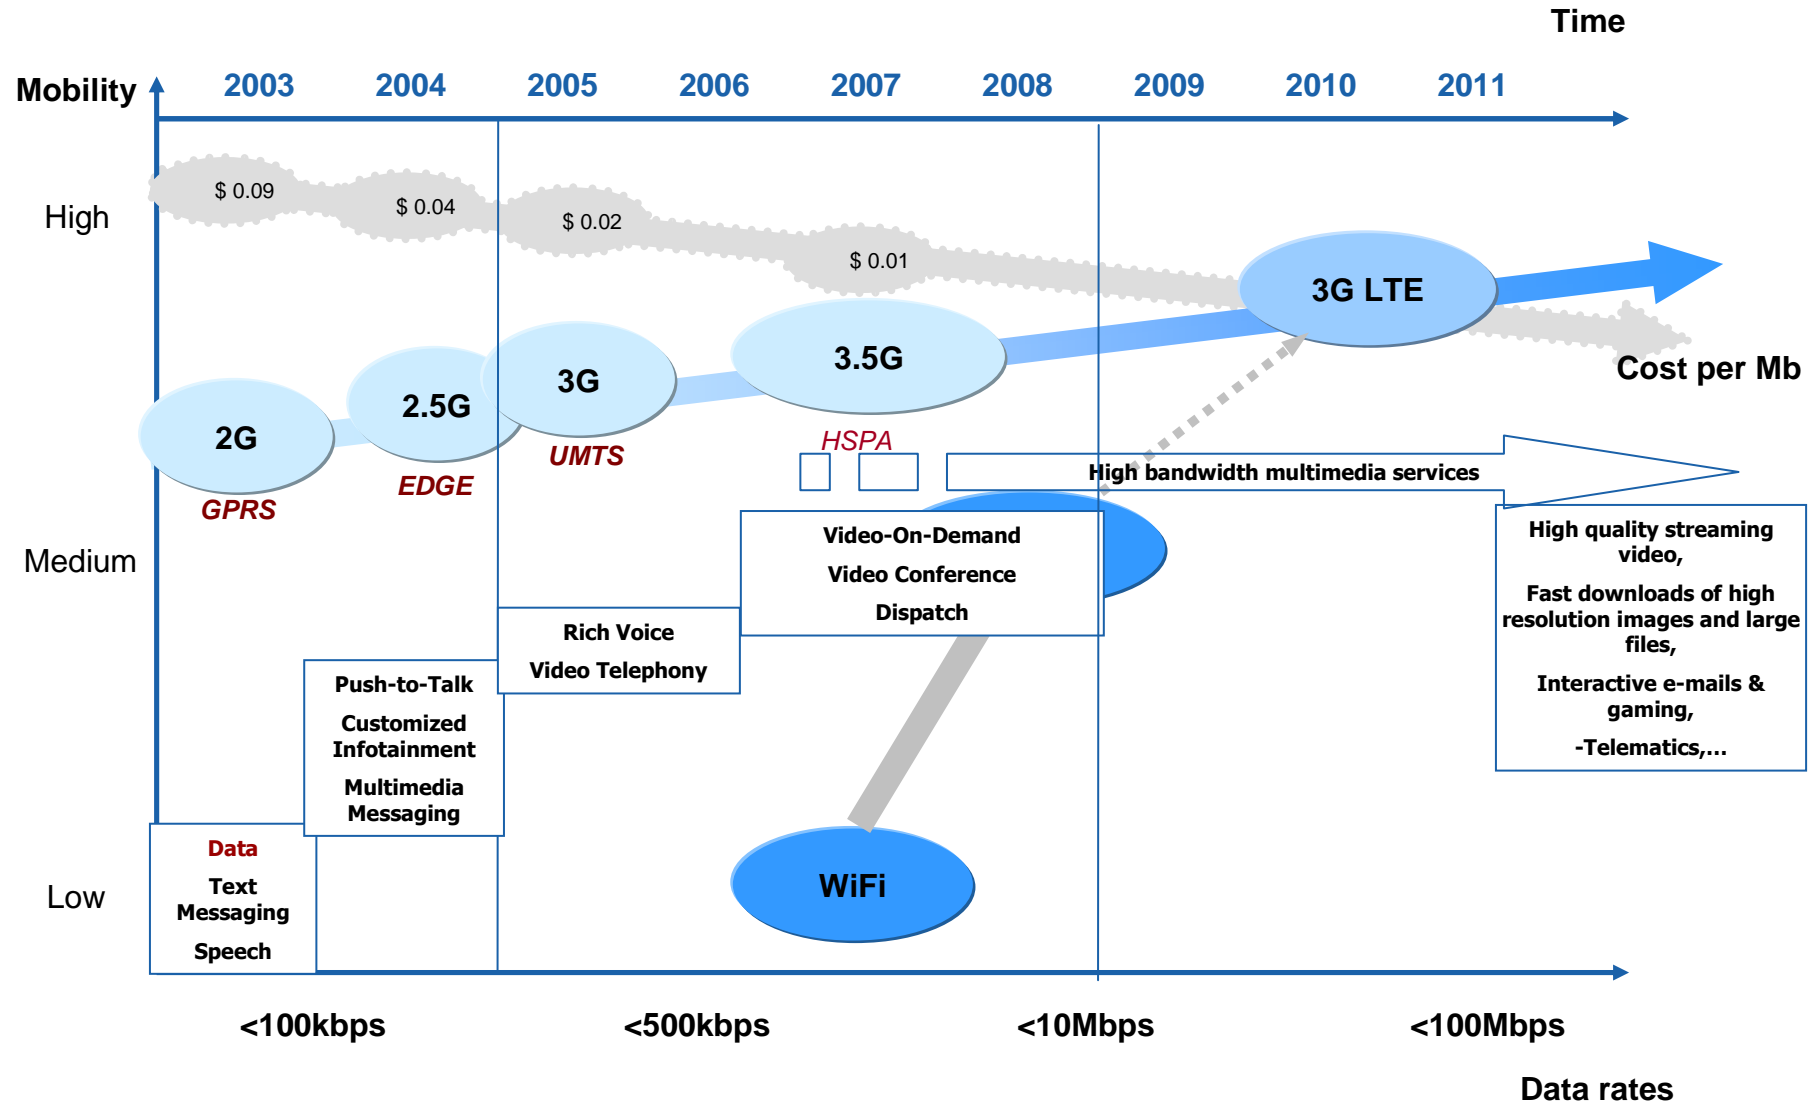 Time
Mobility
2003 2004 2005 2006 2007 2008 2009 2010 2011
High
$ 0.09
$ 0.04
$ 0.02
$ 0.01
3G LTE
Cost per Mb
3.5G
3G
2.5G
2G
HSPA
UMTS
EDGE
GPRS
High bandwidth multimedia services
Medium
Video-On-Demand
Video Conference
Dispatch
High quality streaming
video,
Fast downloads of high
resolution images and large
files,
Interactive e-mails &
gaming,
-Telematics,...
Rich Voice
Video Telephony
Push-to-Talk
Customized
Infotainment
Multimedia
Messaging
Low
Data
Text
Messaging
Speech
WiFi
<100kbps <500kbps <10Mbps <100Mbps
Data rates